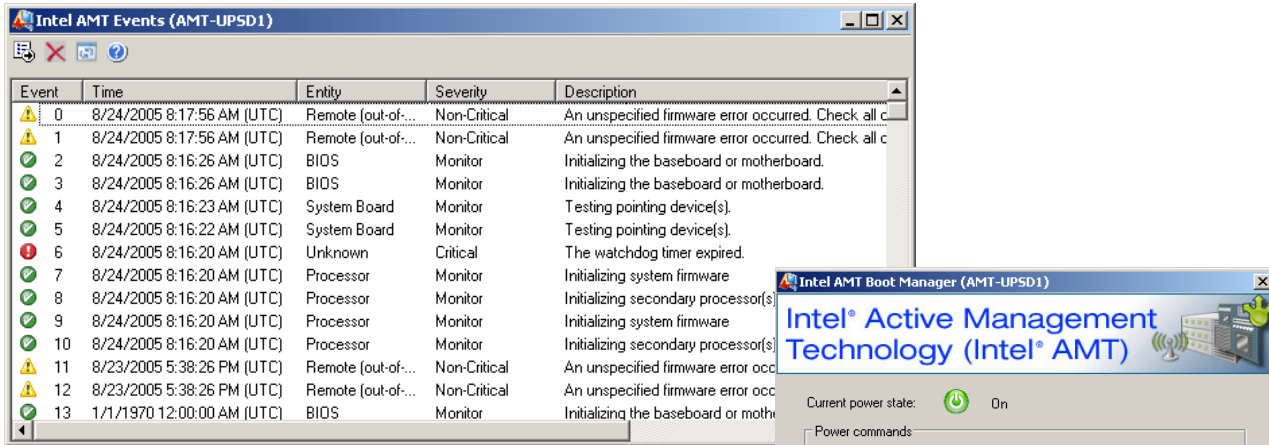 Intel AMT Events (AMT-UPSD1)
Event Time Entity Severity Description
0 8/24/2005 8:17:56 AM (UTC) Remote (out-of-... Non-Critical An unspecified firmware error occurred. Check all c
1 8/24/2005 8:17:56 AM (UTC) Remote (out-of-... Non-Critical An unspecified firmware error occurred. Check all c
2 8/24/2005 8:16:26 AM (UTC) BIOS Monitor Initializing the baseboard or motherboard.
3 8/24/2005 8:16:26 AM (UTC) BIOS Monitor Initializing the baseboard or motherboard.
4 8/24/2005 8:16:23 AM (UTC) System Board Monitor Testing pointing device(s).
5 8/24/2005 8:16:22 AM (UTC) System Board Monitor Testing pointing device(s).
6 8/24/2005 8:16:20 AM (UTC) Unknown Critical The watchdog timer expired.
7 8/24/2005 8:16:20 AM (UTC) Processor Monitor Initializing system firmware
8 8/24/2005 8:16:20 AM (UTC) Processor Monitor Initializing secondary processor(s)
9 8/24/2005 8:16:20 AM (UTC) Processor Monitor Initializing system firmware
10 8/24/2005 8:16:20 AM (UTC) Processor Monitor Initializing secondary processor(s)
11 8/23/2005 5:38:26 PM (UTC) Remote (out-of-... Non-Critical An unspecified firmware error occ
12 8/23/2005 5:38:26 PM (UTC) Remote (out-of-... Non-Critical An unspecified firmware error occ
13 1/1/1970 12:00:00 AM (UTC) BIOS Monitor Initializing the baseboard or moth
Intel AMT Boot Manager (AMT-UPSD1)
Intel® Active Management
Technology (Intel® AMT)
Current power state: On
Power commands